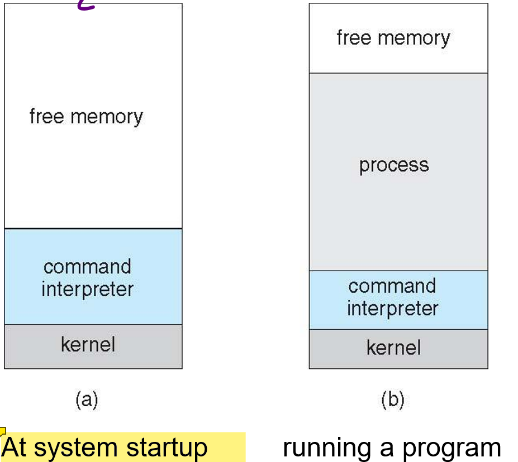 free memory
command
interpreter
kernel
(a)
At system startup
free memory
process
command
interpreter
kernel
(b)
running a program